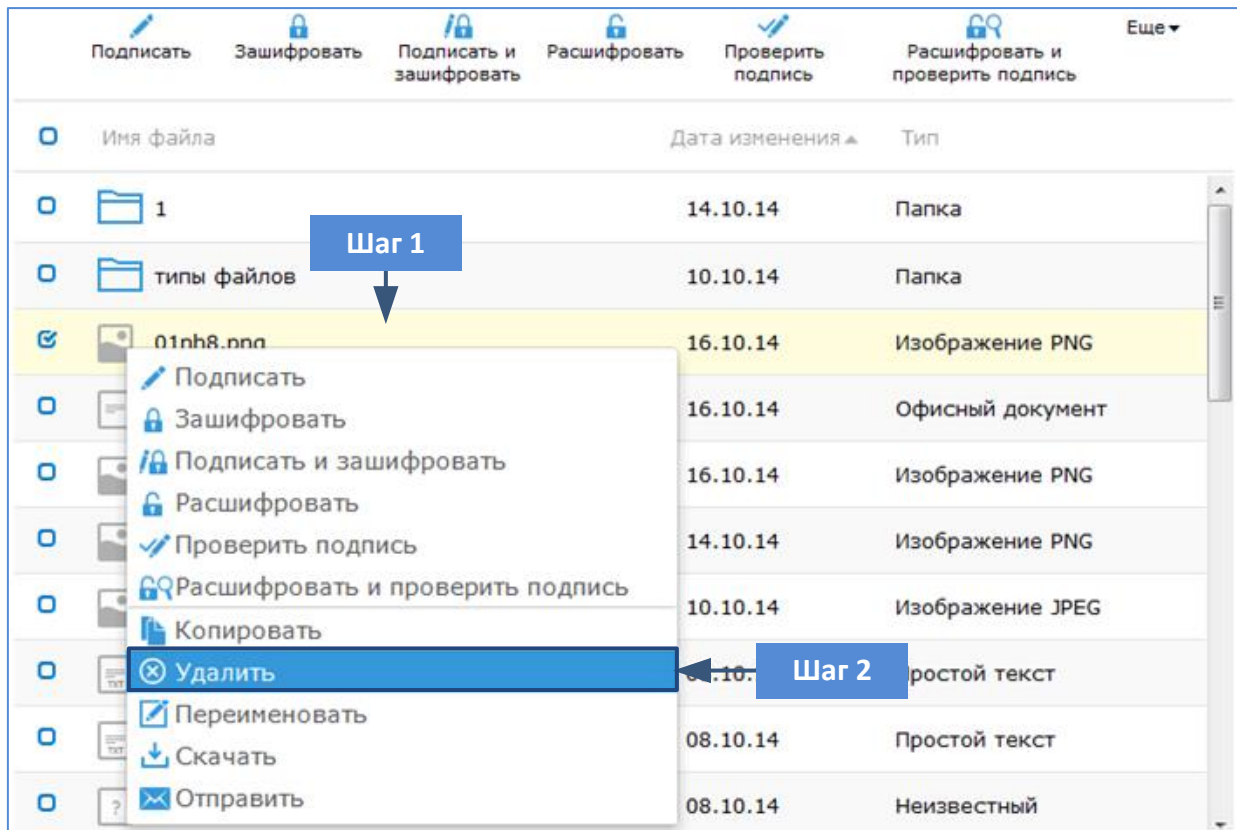 Подписать
Зашифровать
Подписать и
зашифровать
Расшифровать
Проверить
подпись
Расшифровать и
проверить подпись
Еще
Имя файла
Дата изменения
Тип
1
14.10.14
Папка
Шаг 1
типы файлов
10.10.14
Папка
01nh8.png
16.10.14
Изображение PNG
Подписать
Зашифровать
16.10.14
Офисный документ
Подписать и зашифровать
16.10.14
Изображение PNG
Расшифровать
Проверить подпись
14.10.14
Изображение PNG
Расшифровать и проверить подпись
10.10.14
Изображение JPEG
Копировать
Удалить
.10.
Шаг 2
ростой текст
Переименовать
08.10.14
Простой текст
Скачать
Отправить
08.10.14
Неизвестный